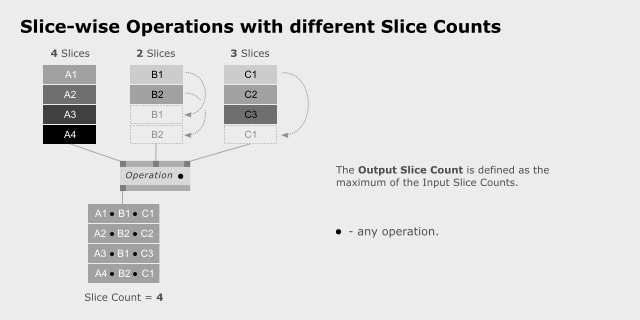 Slice-wise Operations with different Slice Counts
4 Slices
2 Slices
3 Slices
A1
A2
A3
A4
B1
B2
B1
B2
C1
C2
C3
C1
Operation •
A1 • B1 • C1
A2 • B2 • C2
A3 • B1 • C3
A4 • B2 • C1
Slice Count = 4
The Output Slice Count is defined as the
maximum of the Input Slice Counts.
• - any operation.